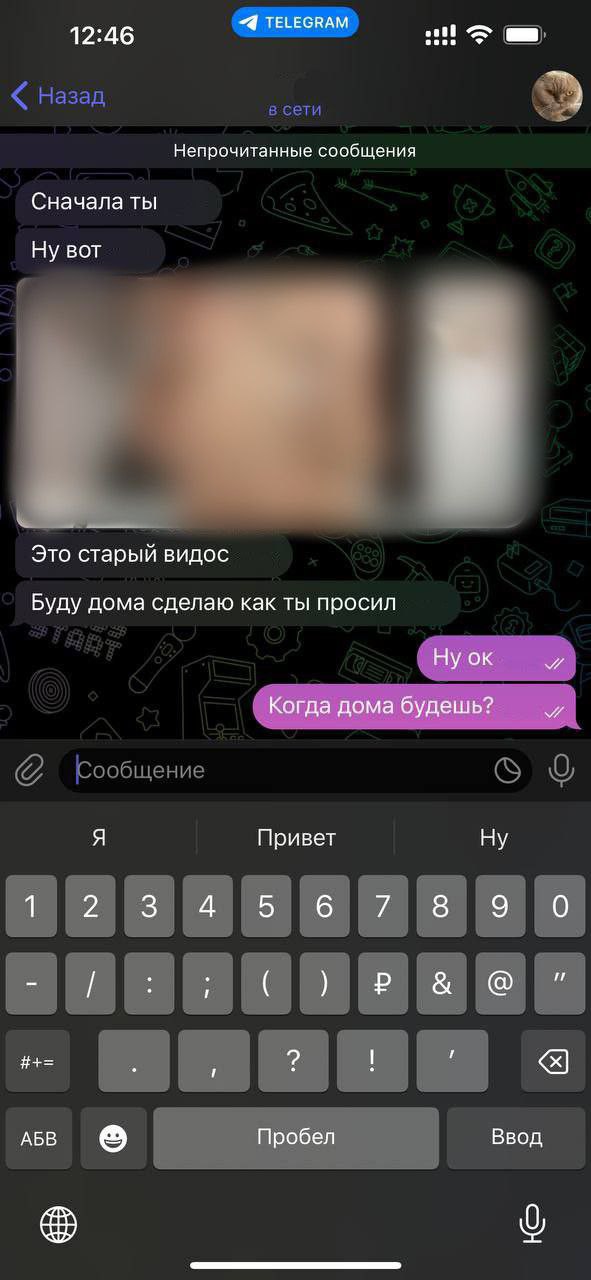 12:46
TELEGRAM
Назад
в сети
Непрочитанные сообщения
Сначала ты
Ну вот
Это старый видос
Буду дома сделаю как ты просил
START
Ну ок
Когда дома будешь?
Сообщение
Я Привет Ну
1 2 3 4 5 6 7 8 9 0
- / : ; ( ) ₽ & @ "
#+= . , ? ! '
АБВ Пробел Ввод